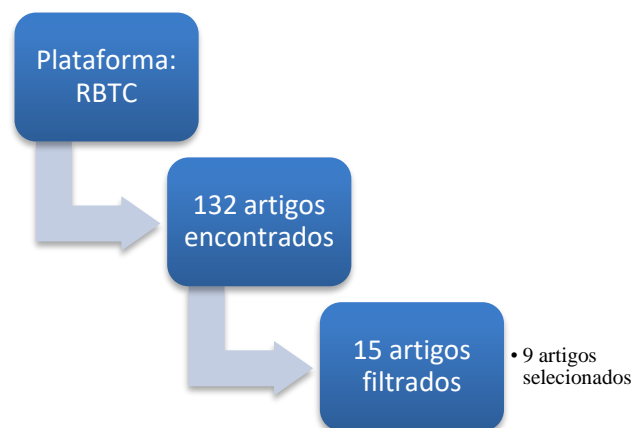 Plataforma:
RBTC
132 artigos
encontrados
15 artigos
filtrados
• 9 artigos
selecionados